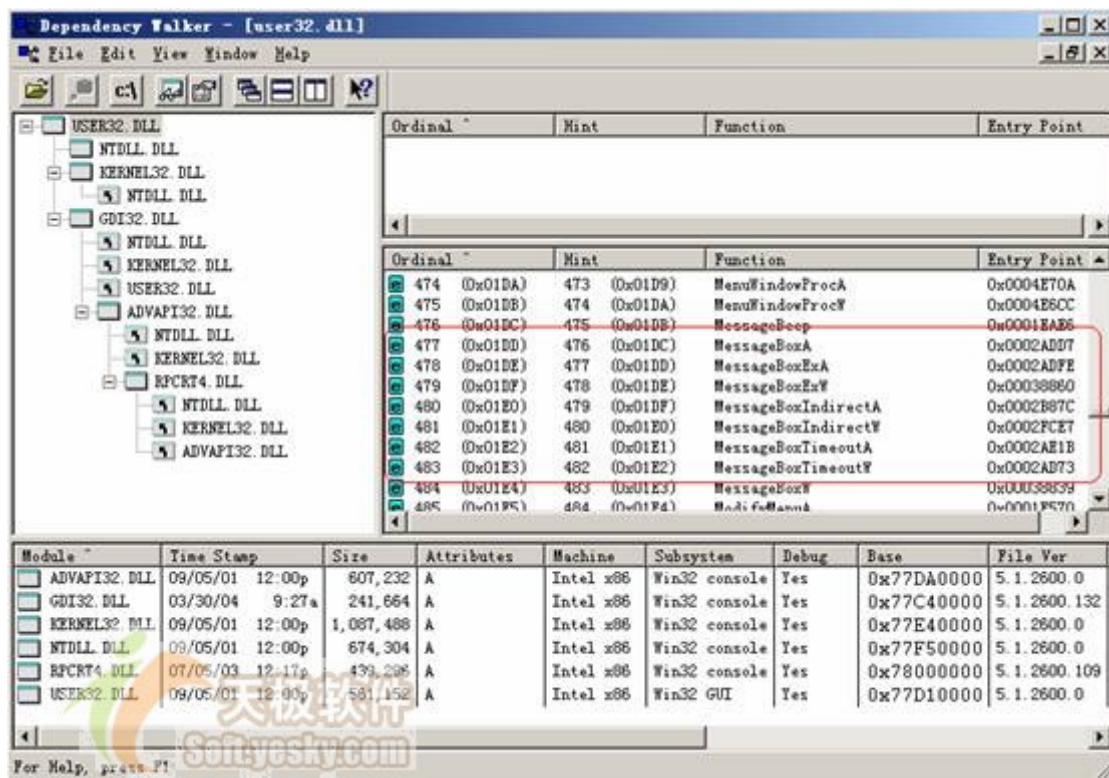 Dependency Walker - [user32.dll]
File Edit View Window Help
c:\
USER32.DLL
NTDLL.DLL
KERNEL32.DLL
NTDLL.DLL
GDI32.DLL
NTDLL.DLL
KERNEL32.DLL
USER32.DLL
ADVAPI32.DLL
NTDLL.DLL
KERNEL32.DLL
RPCRT4.DLL
NTDLL.DLL
KERNEL32.DLL
ADVAPI32.DLL
Ordinal ^ Hint Function Entry Point
Ordinal ^ Hint Function Entry Point
474 (0x01DA) 473 (0x01D9) MenuWindowProcA 0x0004E70A
475 (0x01DB) 474 (0x01DA) MenuWindowProcW 0x0004E6CC
476 (0x01DC) 475 (0x01DB) MessageBeep 0x0001EAE6
477 (0x01DD) 476 (0x01DC) MessageBoxA 0x0002ADD7
478 (0x01DE) 477 (0x01DD) MessageBoxExA 0x0002ADFE
479 (0x01DF) 478 (0x01DE) MessageBoxExW 0x00038860
480 (0x01E0) 479 (0x01DF) MessageBoxIndirectA 0x0002B87C
481 (0x01E1) 480 (0x01E0) MessageBoxIndirectW 0x0002FCE7
482 (0x01E2) 481 (0x01E1) MessageBoxTimeoutA 0x0002AE1B
483 (0x01E3) 482 (0x01E2) MessageBoxTimeoutW 0x0002AD73
484 (0x01E4) 483 (0x01E3) MessageBoxW 0x00038839
485 (0x01E5) 484 (0x01E4) ModifyMenuA 0x0001F570
Module ^ Time Stamp Size Attributes Machine Subsystem Debug Base File Ver
ADVAPI32.DLL 09/05/01 12:00p 607,232 A Intel x86 Win32 console Yes 0x77DA0000 5.1.2600.0
GDI32.DLL 03/30/04 9:27a 241,664 A Intel x86 Win32 console Yes 0x77C40000 5.1.2600.132
KERNEL32.DLL 09/05/01 12:00p 1,087,488 A Intel x86 Win32 console Yes 0x77E40000 5.1.2600.0
NTDLL.DLL 09/05/01 12:00p 674,304 A Intel x86 Win32 console Yes 0x77F50000 5.1.2600.0
RPCRT4.DLL 07/05/03 12:17p 439,296 A Intel x86 Win32 console Yes 0x78000000 5.1.2600.109
USER32.DLL 09/05/01 12:00p 561,152 A Intel x86 Win32 GUI Yes 0x77D10000 5.1.2600.0
天极软件
Soft.yesky.com
For Help, press F1